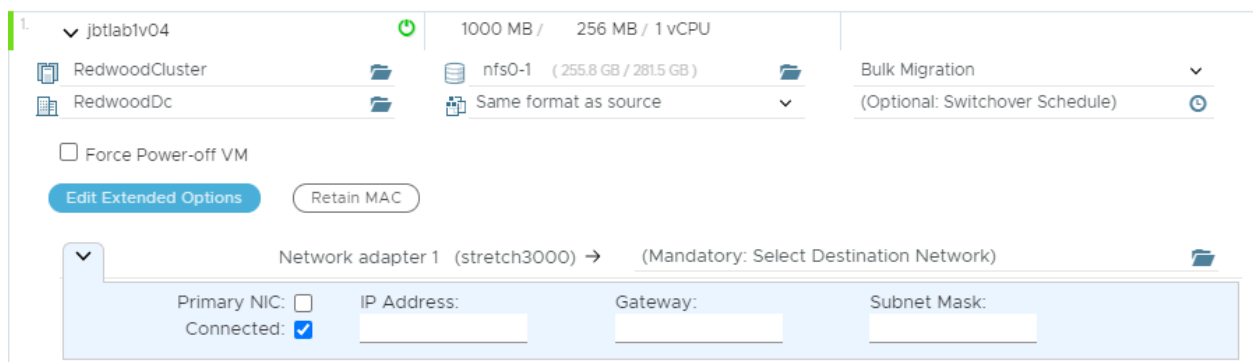 1. jbtlab1v04 1000 MB / 256 MB / 1 vCPU
RedwoodCluster nfs0-1 ( 255.8 GB / 281.5 GB ) Bulk Migration
RedwoodDc Same format as source (Optional: Switchover Schedule)
Force Power-off VM
Edit Extended Options Retain MAC
Network adapter 1 (stretch3000) → (Mandatory: Select Destination Network)
Primary NIC: IP Address: Gateway: Subnet Mask:
Connected: